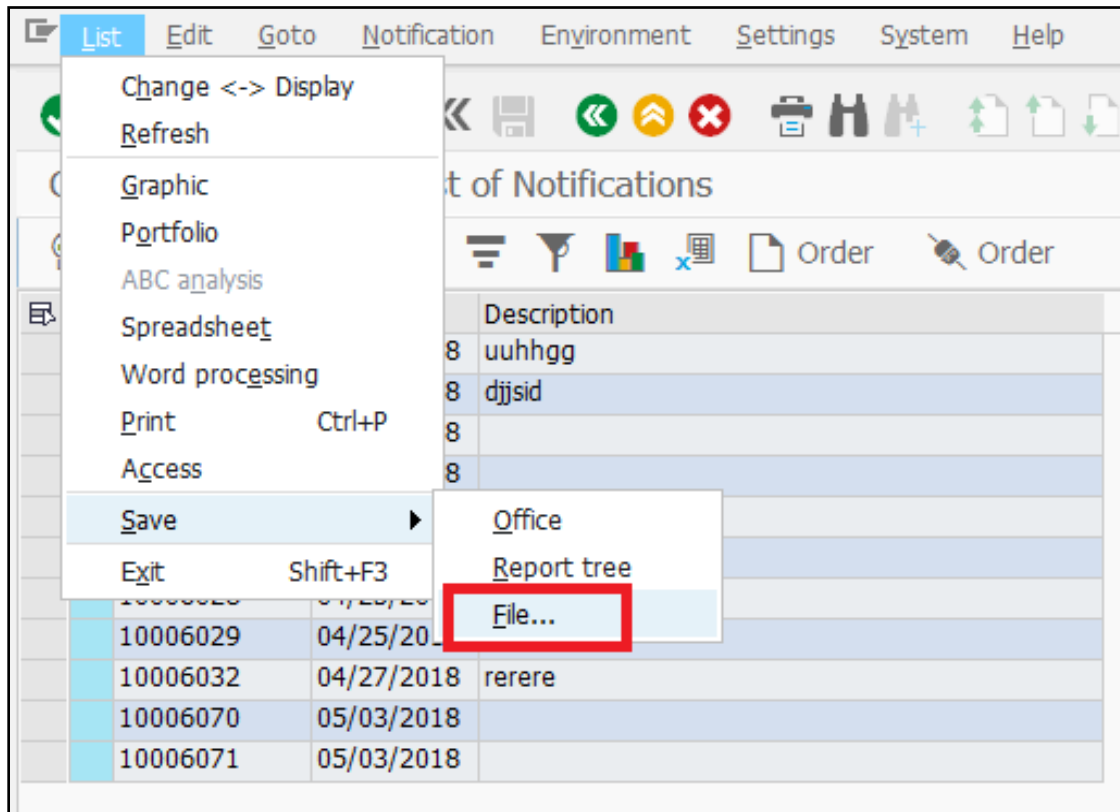 List Edit Goto Notification Environment Settings System Help
Change <-> Display
Refresh
Graphic
Portfolio
ABC analysis
Spreadsheet
Word processing
Print Ctrl+P
Access
Save
Exit Shift+F3
Office
Report tree
File...
of Notifications
Order Order
Description
8 uuhhgg
8 djjsid
8
8
10006029
10006032 04/27/2018 rerere
10006070 05/03/2018
10006071 05/03/2018